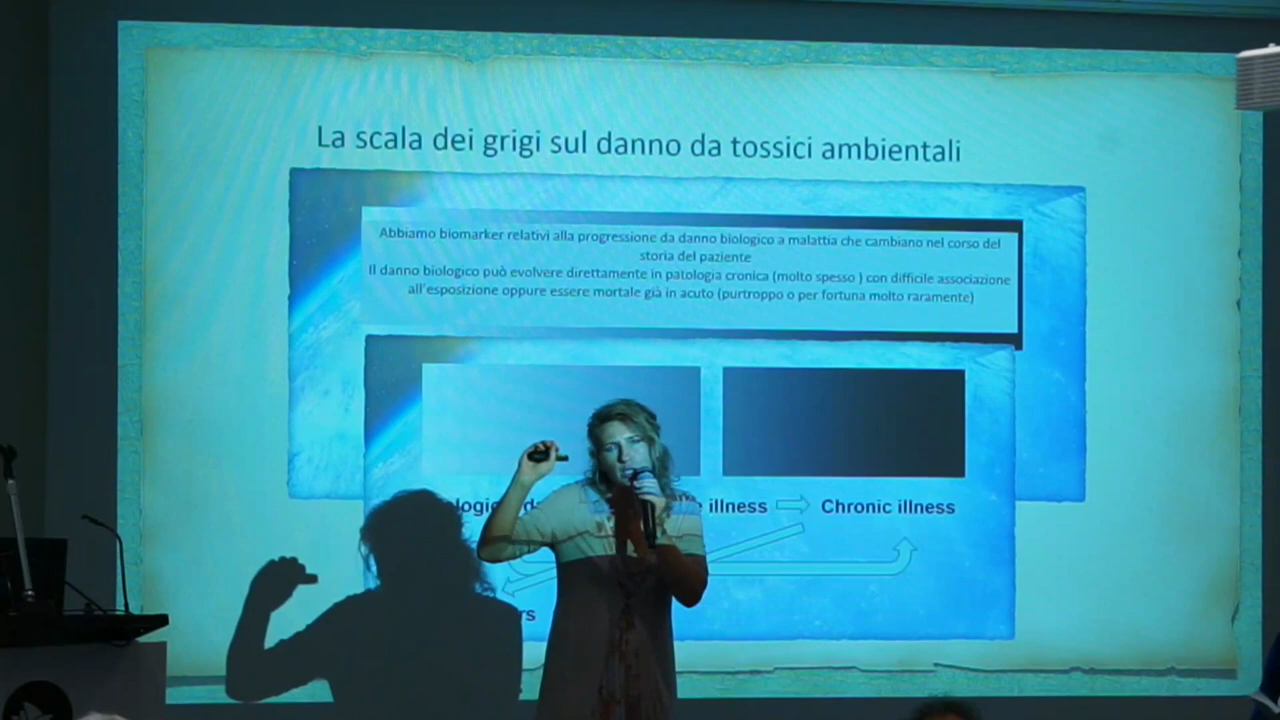 La scala dei grigi sul danno da tossici ambientali
Abbiamo biomarker relativi alla progressione da danno biologico a malattia che cambiano nel corso del
storia del paziente
Il danno biologico può evolvere direttamente in patologia cronica (molto spesso ) con difficile associazione
all'esposizione oppure essere mortale già in acuto (purtroppo o per fortuna molto raramente)
illness Chronic illness